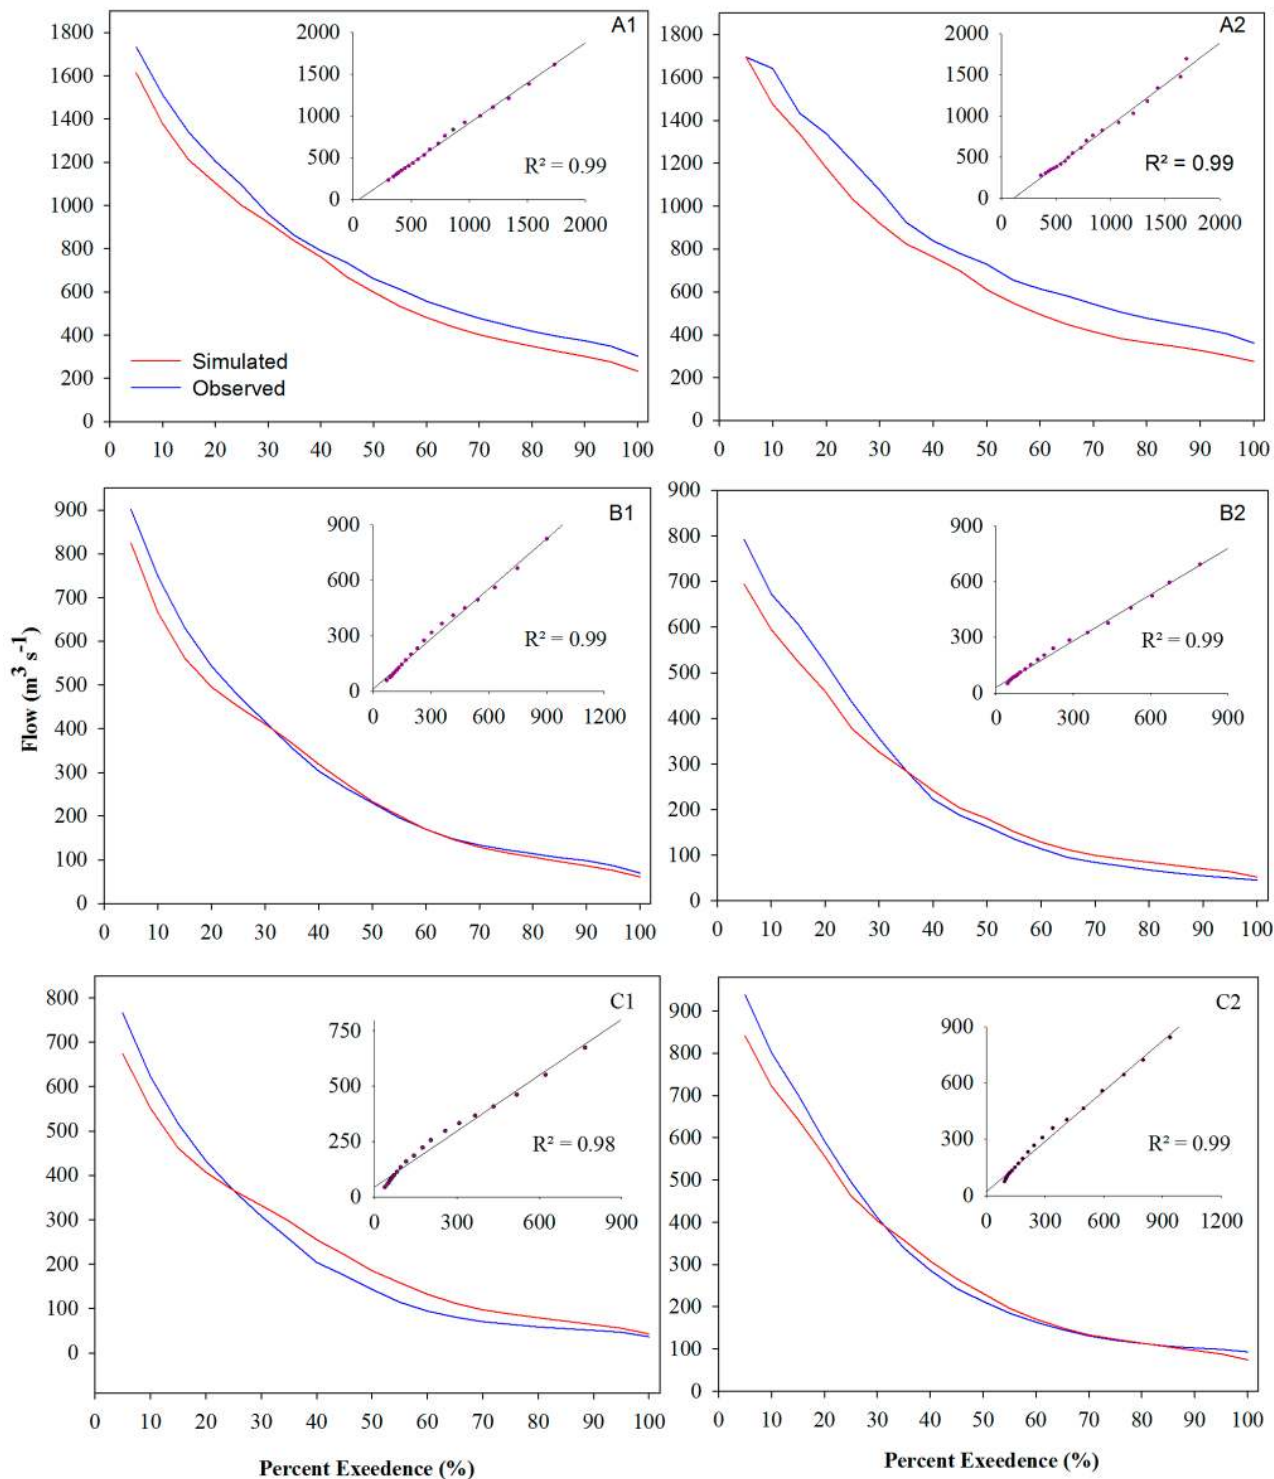 A1
1800
1600
1400
1200
1000
800
600
400
200
0
2000
1500
1000
500
0
0 500 1000 1500 2000
R² = 0.99
Simulated
Observed
0 10 20 30 40 50 60 70 80 90 100
A2
1800
1600
1400
1200
1000
800
600
400
200
0
2000
1500
1000
500
0
0 500 1000 1500 2000
R² = 0.99
0 10 20 30 40 50 60 70 80 90 100
Flow (m³ s⁻¹)
B1
900
800
700
600
500
400
300
200
100
0
900
600
300
0
0 300 600 900 1200
R² = 0.99
0 10 20 30 40 50 60 70 80 90 100
B2
900
800
700
600
500
400
300
200
100
0
900
600
300
0
0 300 600 900
R² = 0.99
0 10 20 30 40 50 60 70 80 90 100
C1
800
700
600
500
400
300
200
100
0
750
500
250
0
0 300 600 900
R² = 0.98
0 10 20 30 40 50 60 70 80 90 100
Percent Exeedence (%)
C2
900
800
700
600
500
400
300
200
100
0
900
600
300
0
0 300 600 900 1200
R² = 0.99
0 10 20 30 40 50 60 70 80 90 100
Percent Exeedence (%)